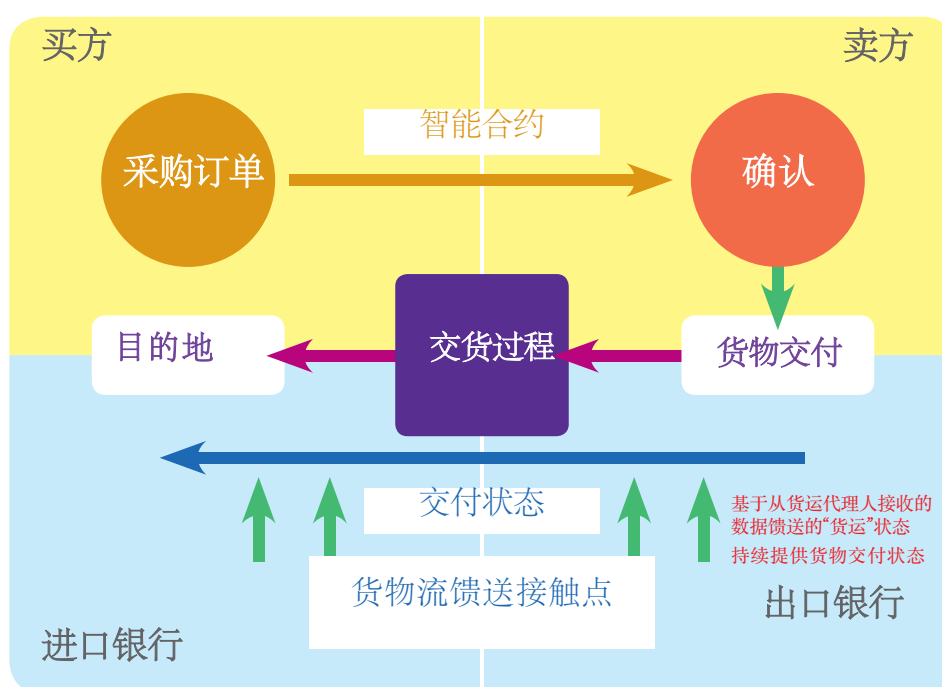 买方
卖方
智能合约
采购订单
确认
目的地
交货过程
货物交付
交付状态
基于从货运代理人接收的
数据馈送的“货运”状态
持续提供货物交付状态
货物流馈送接触点
出口银行
进口银行